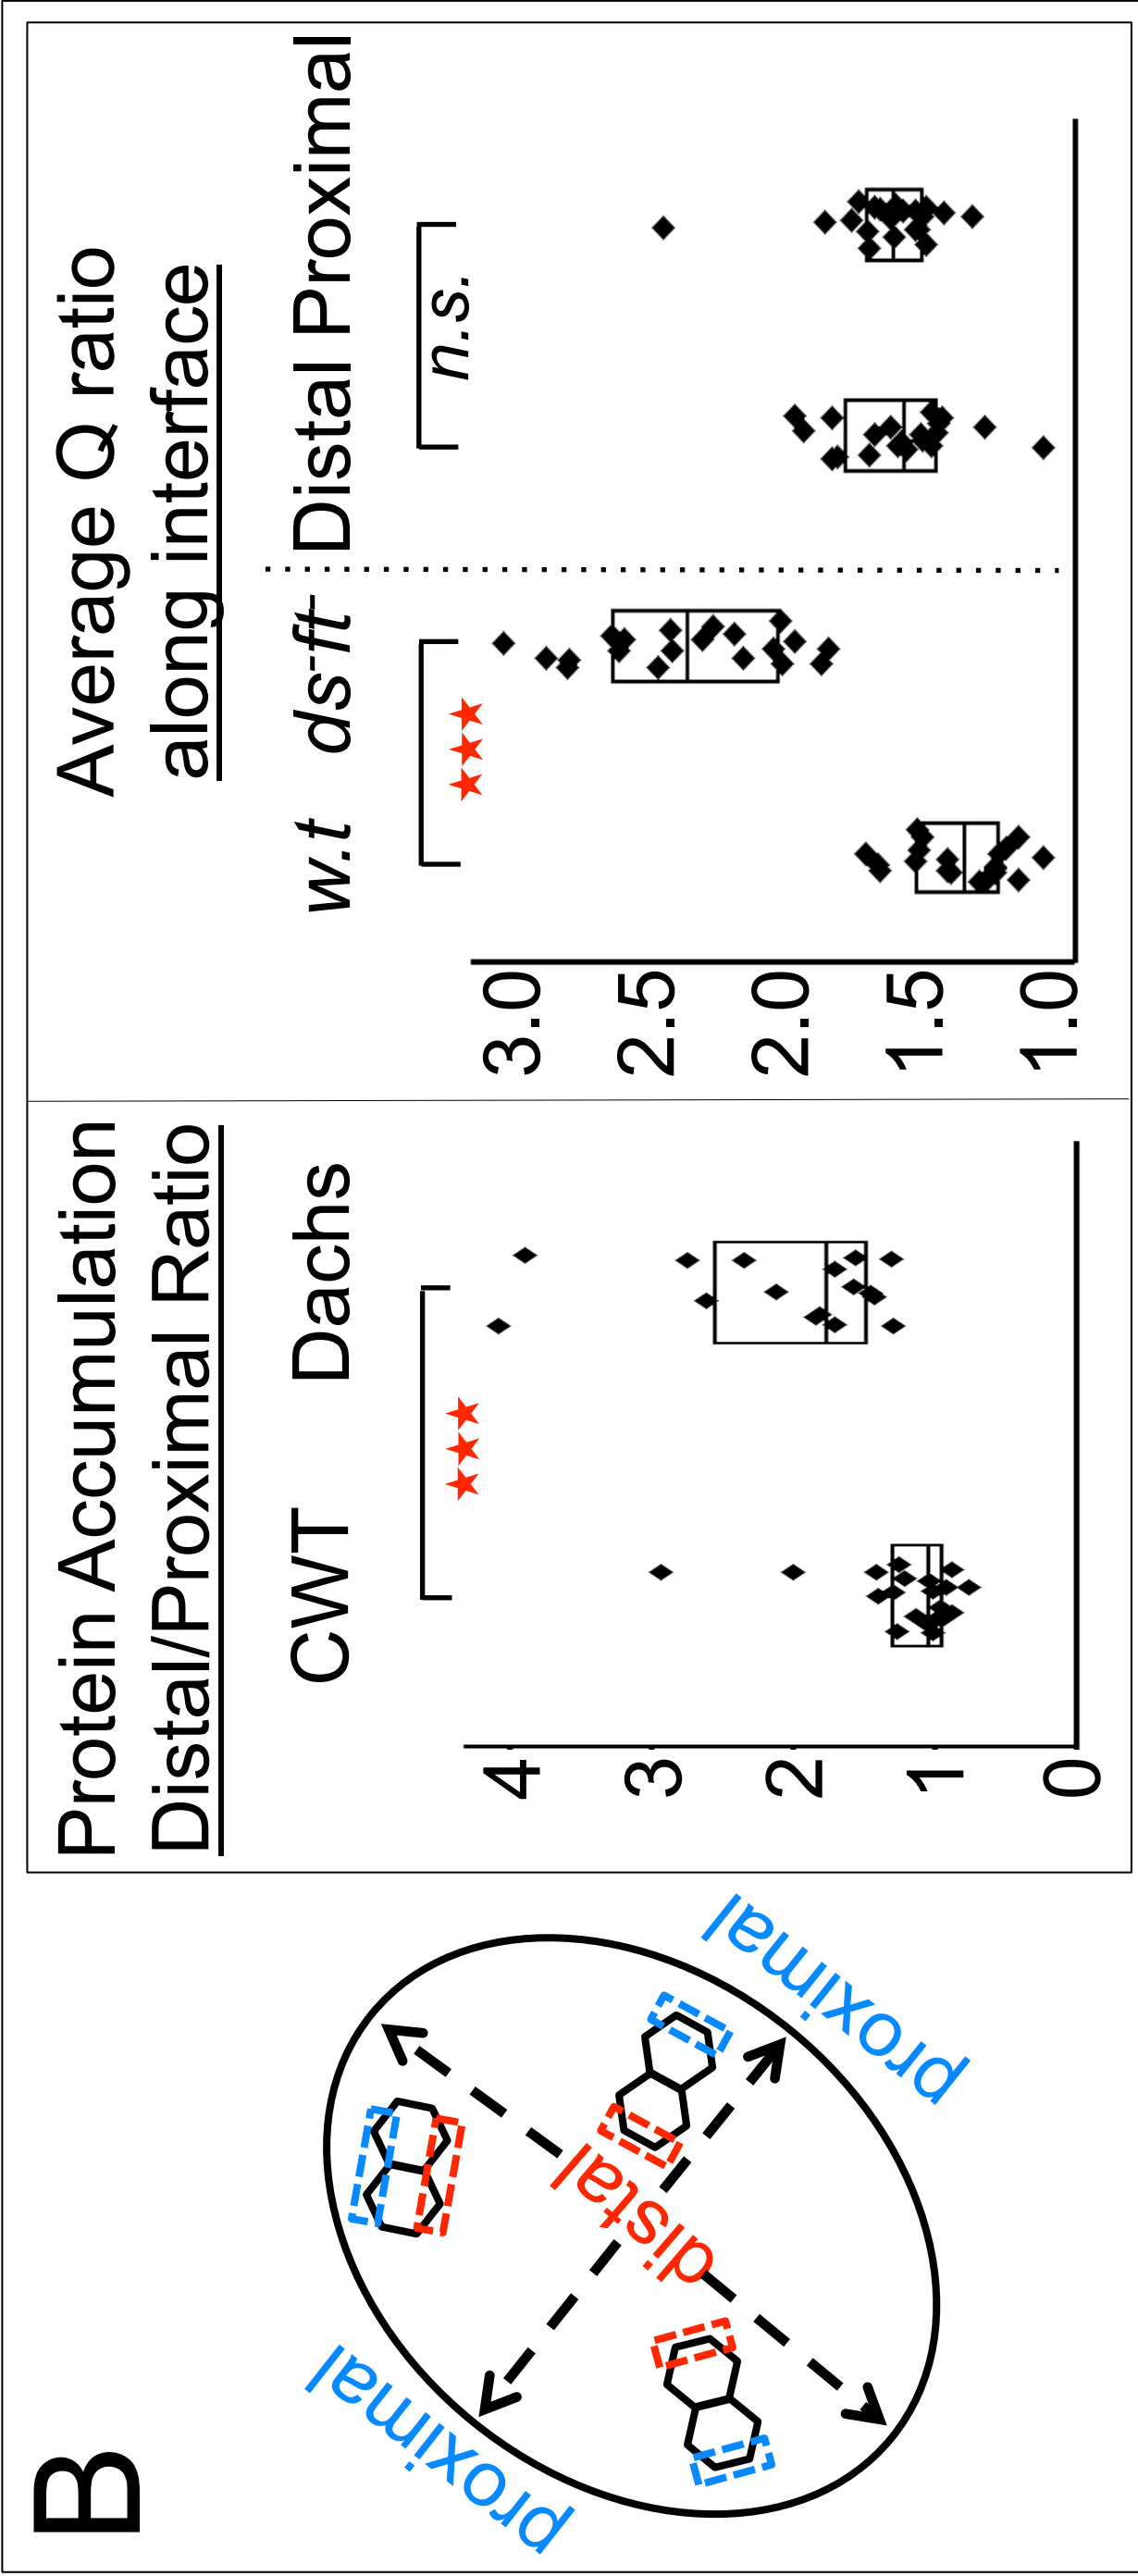 B
proximal
distal
proximal
Protein Accumulation
Distal/Proximal Ratio
CWT Dachs
4
3
2
1
0
Average Q ratio
along interface
w.t ds-ft- Distal Proximal
n.s.
3.0
2.5
2.0
1.5
1.0